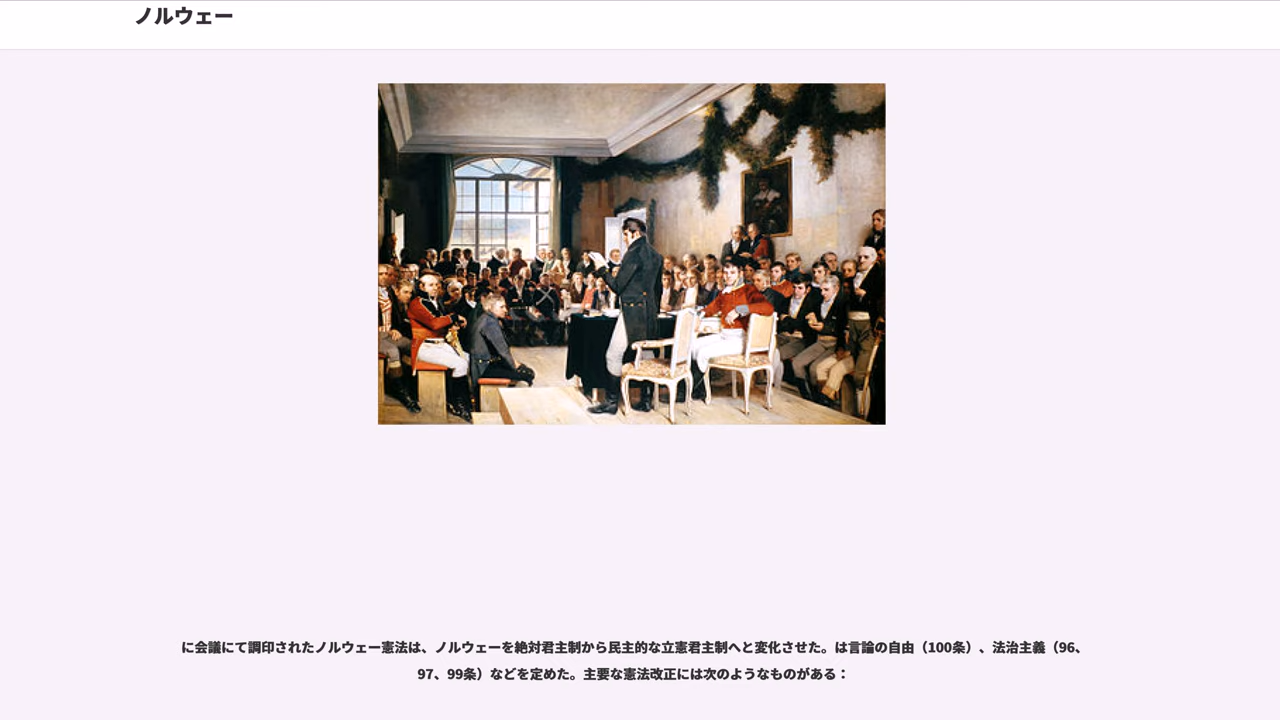 ノルウェー
に会議にて調印されたノルウェー憲法は、ノルウェーを絶対君主制から民主的な立憲君主制へと変化させた。は言論の自由（100条）、法治主義（96、
97、99条）などを定めた。主要な憲法改正には次のようなものがある：